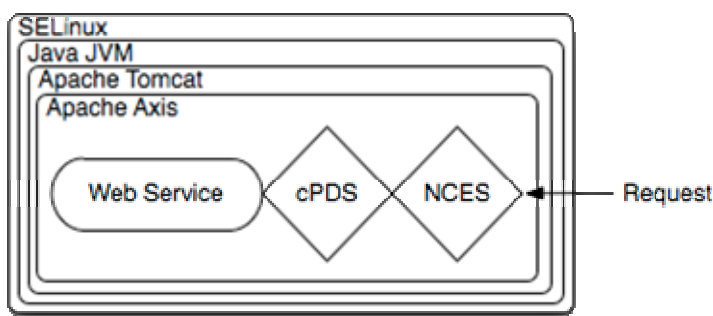 SELinux
Java JVM
Apache Tomcat
Apache Axis
Web Service
cPDS
NCES
Request